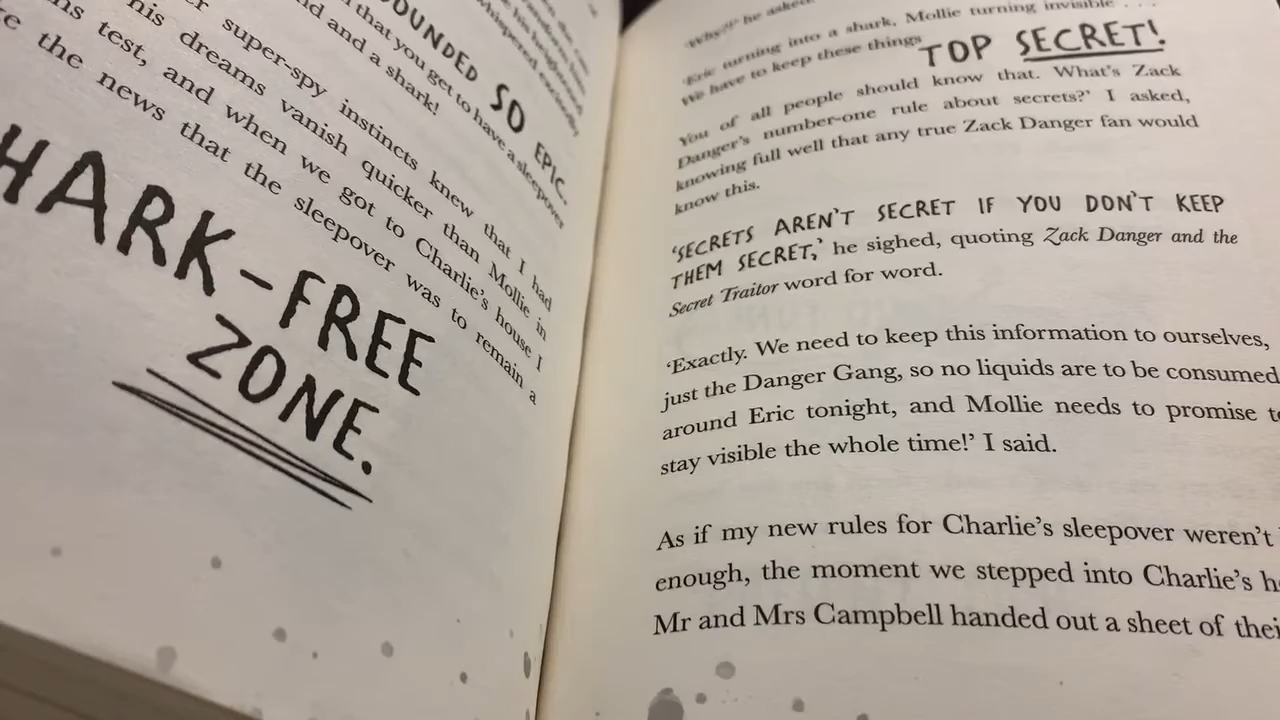 OUNDED SO EPIC.
that you get to have a sleepover
and a shark!
super-spy instincts knew that I had
his dreams vanish quicker than Mollie in
test, and when we got to Charlie's house I
the news that the sleepover was to remain a
HARK-FREE
ZONE.
'Why?' he asked.
'Eric turning into a shark, Mollie turning invisible . . .
We have to keep these things TOP SECRET!
You of all people should know that. What's Zack
Danger's number-one rule about secrets?' I asked,
knowing full well that any true Zack Danger fan would
know this.
'SECRETS AREN'T SECRET IF YOU DON'T KEEP
THEM SECRET,' he sighed, quoting Zack Danger and the
Secret Traitor word for word.
'Exactly. We need to keep this information to ourselves,
just the Danger Gang, so no liquids are to be consumed
around Eric tonight, and Mollie needs to promise to
stay visible the whole time!' I said.
As if my new rules for Charlie's sleepover weren't
enough, the moment we stepped into Charlie's h
Mr and Mrs Campbell handed out a sheet of thei